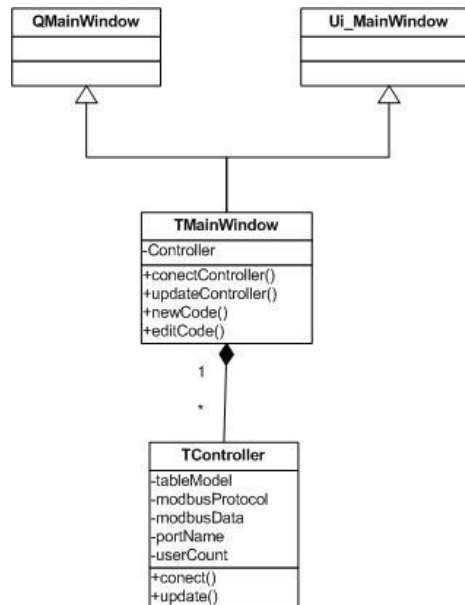 QMainWindow
Ui_MainWindow
TMainWindow
-Controller
+conectController()
+updateController()
+newCode()
+editCode()
1
*
TController
-tableModel
-modbusProtocol
-modbusData
-portName
-userCount
+conect()
+update()